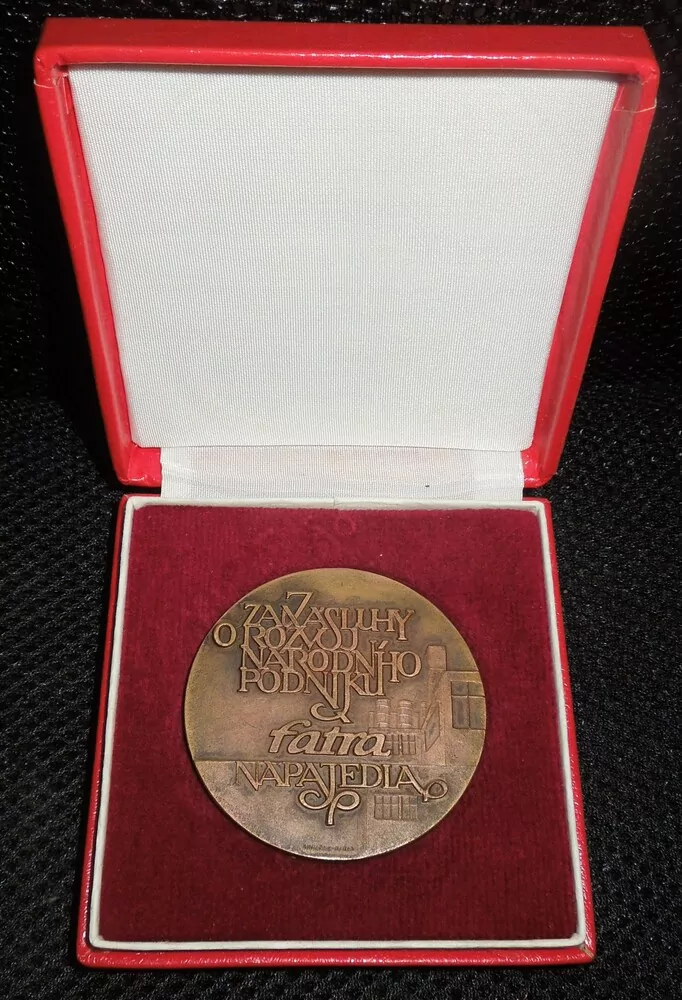 ZA ZÁSLUHY
O ROZVOJ
NÁRODNÍHO
PODNIKU
fatra
NAPAJEDLA